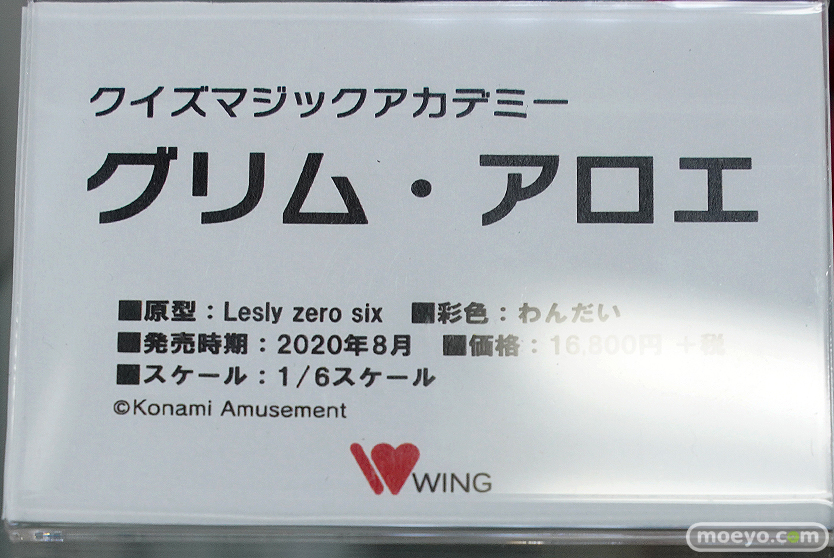 クイズマジックアカデミー
グリム・アロエ
■原型：Lesly zero six　■彩色：わんだい
■発売時期：2020年8月　■価格：16,800円 +税
■スケール：1/6スケール
©Konami Amusement
WING
moeyo.com